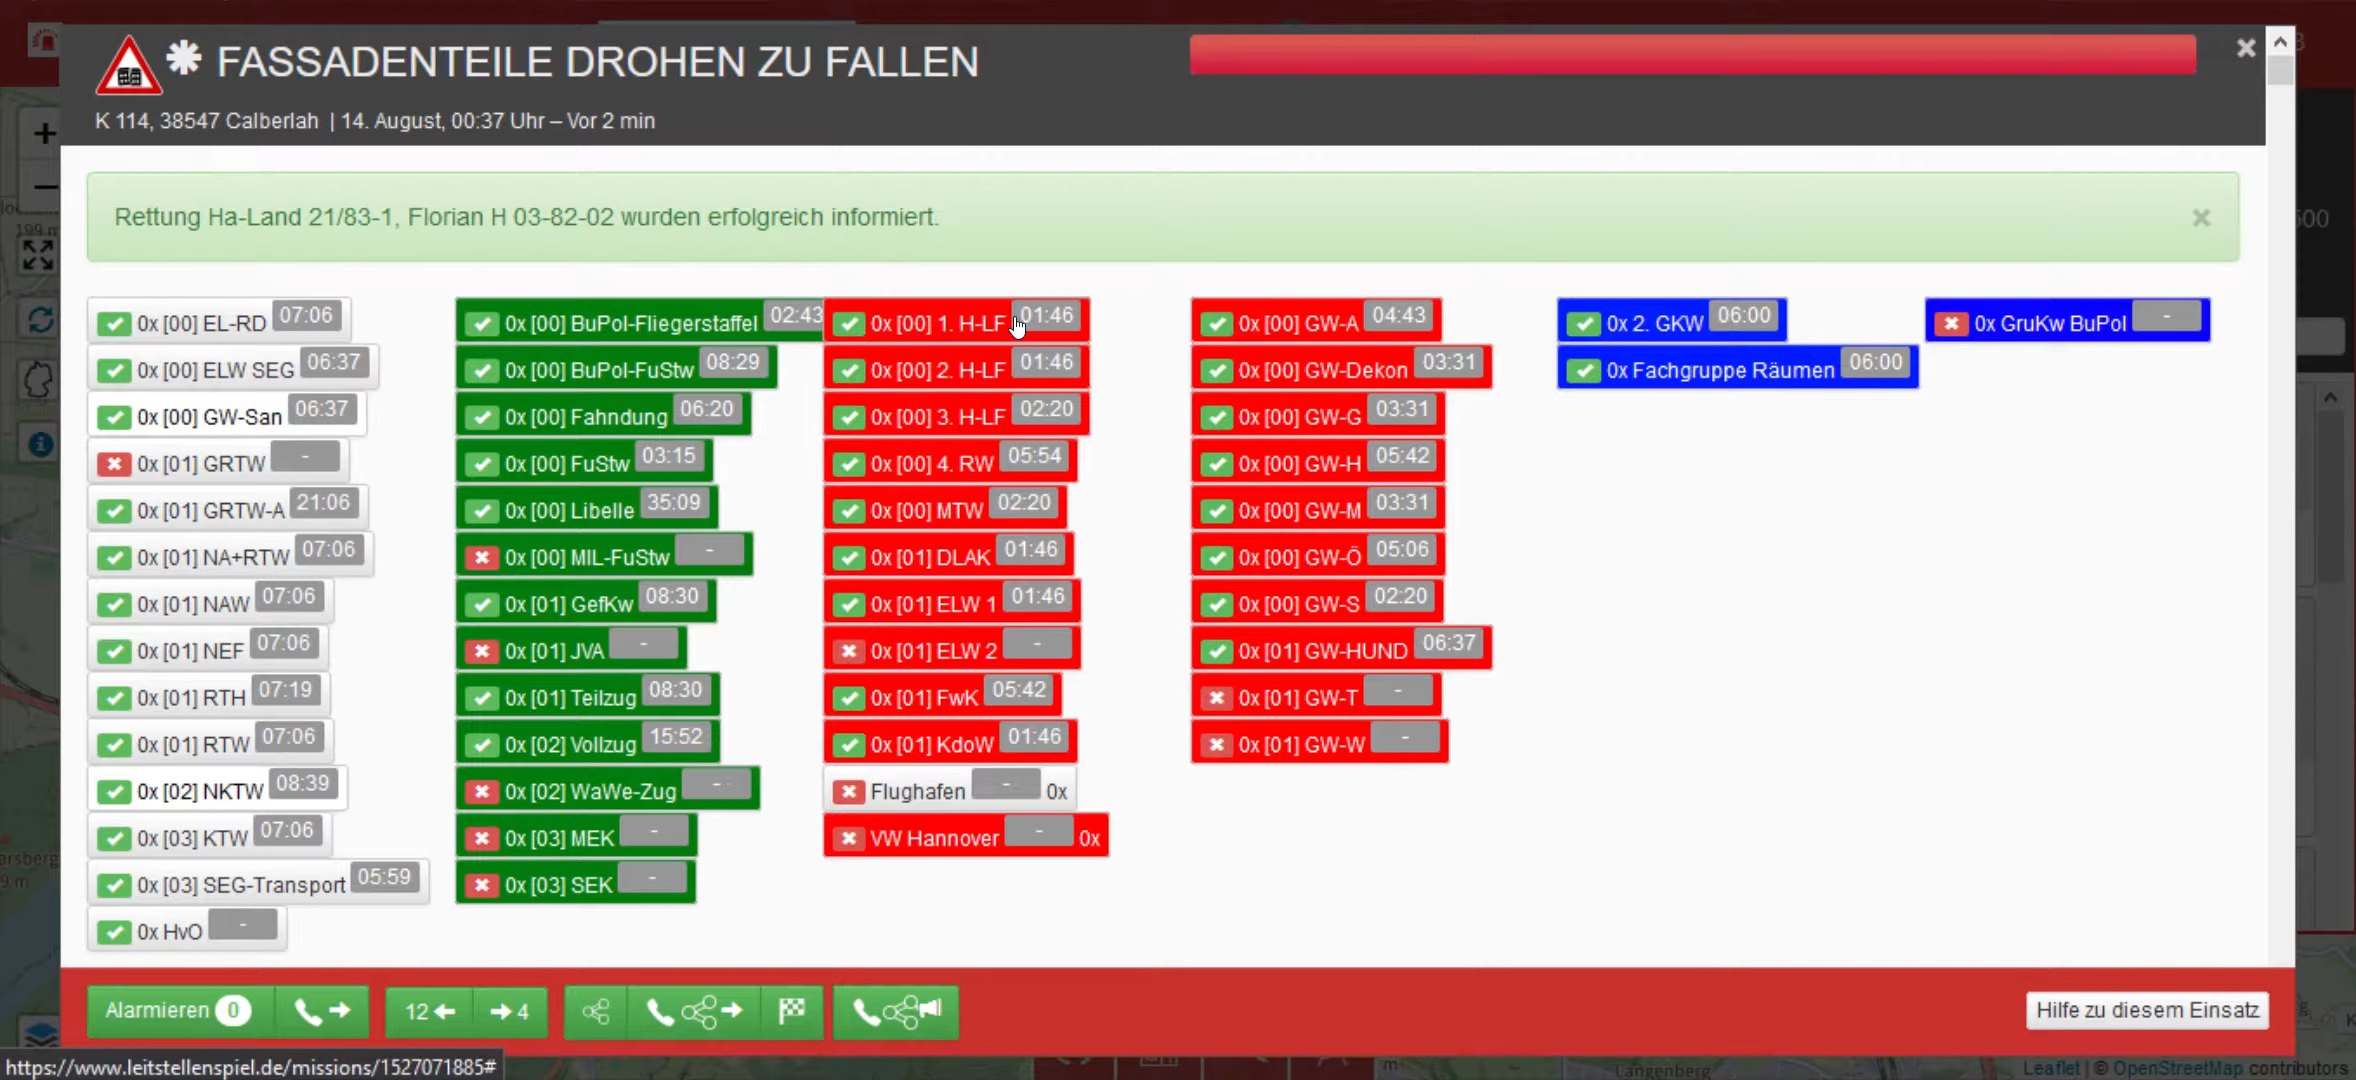 FASSADENTEILE DROHEN ZU FALLEN
K 114, 38547 Calberlah | 14. August, 00:37 Uhr – Vor 2 min
Rettung Ha-Land 21/83-1, Florian H 03-82-02 wurden erfolgreich informiert.
0x [00] EL-RD 07:06
0x [00] ELW SEG 06:37
0x [00] GW-San 06:37
0x [01] GRTW -
0x [01] GRTW-A 21:06
0x [01] NA+RTW 07:06
0x [01] NAW 07:06
0x [01] NEF 07:06
0x [01] RTH 07:19
0x [01] RTW 07:06
0x [02] NKTW 08:39
0x [03] KTW 07:06
0x [03] SEG-Transport 05:59
0x HvO -
0x [00] BuPol-Fliegerstaffel 02:43
0x [00] BuPol-FuStw 08:29
0x [00] Fahndung 06:20
0x [00] FuStw 03:15
0x [00] Libelle 35:09
0x [00] MIL-FuStw -
0x [01] GefKw 08:30
0x [01] JVA -
0x [01] Teilzug 08:30
0x [02] Vollzug 15:52
0x [02] WaWe-Zug -
0x [03] MEK -
0x [03] SEK -
0x [00] 1. H-LF 01:46
0x [00] 2. H-LF 01:46
0x [00] 3. H-LF 02:20
0x [00] 4. RW 05:54
0x [00] MTW 02:20
0x [01] DLAK 01:46
0x [01] ELW 1 01:46
0x [01] ELW 2 -
0x [01] FwK 05:42
0x [01] KdoW 01:46
Flughafen - 0x
VW Hannover - 0x
0x [00] GW-A 04:43
0x [00] GW-Dekon 03:31
0x [00] GW-G 03:31
0x [00] GW-H 05:42
0x [00] GW-M 03:31
0x [00] GW-Ö 05:06
0x [00] GW-S 02:20
0x [01] GW-HUND 06:37
0x [01] GW-T -
0x [01] GW-W -
0x 2. GKW 06:00
0x Fachgruppe Räumen 06:00
0x GruKw BuPol -
Alarmieren 0
12
4
Hilfe zu diesem Einsatz
https://www.leitstellenspiel.de/missions/1527071885#
Langenberg
Leaflet | © OpenStreetMap contributors